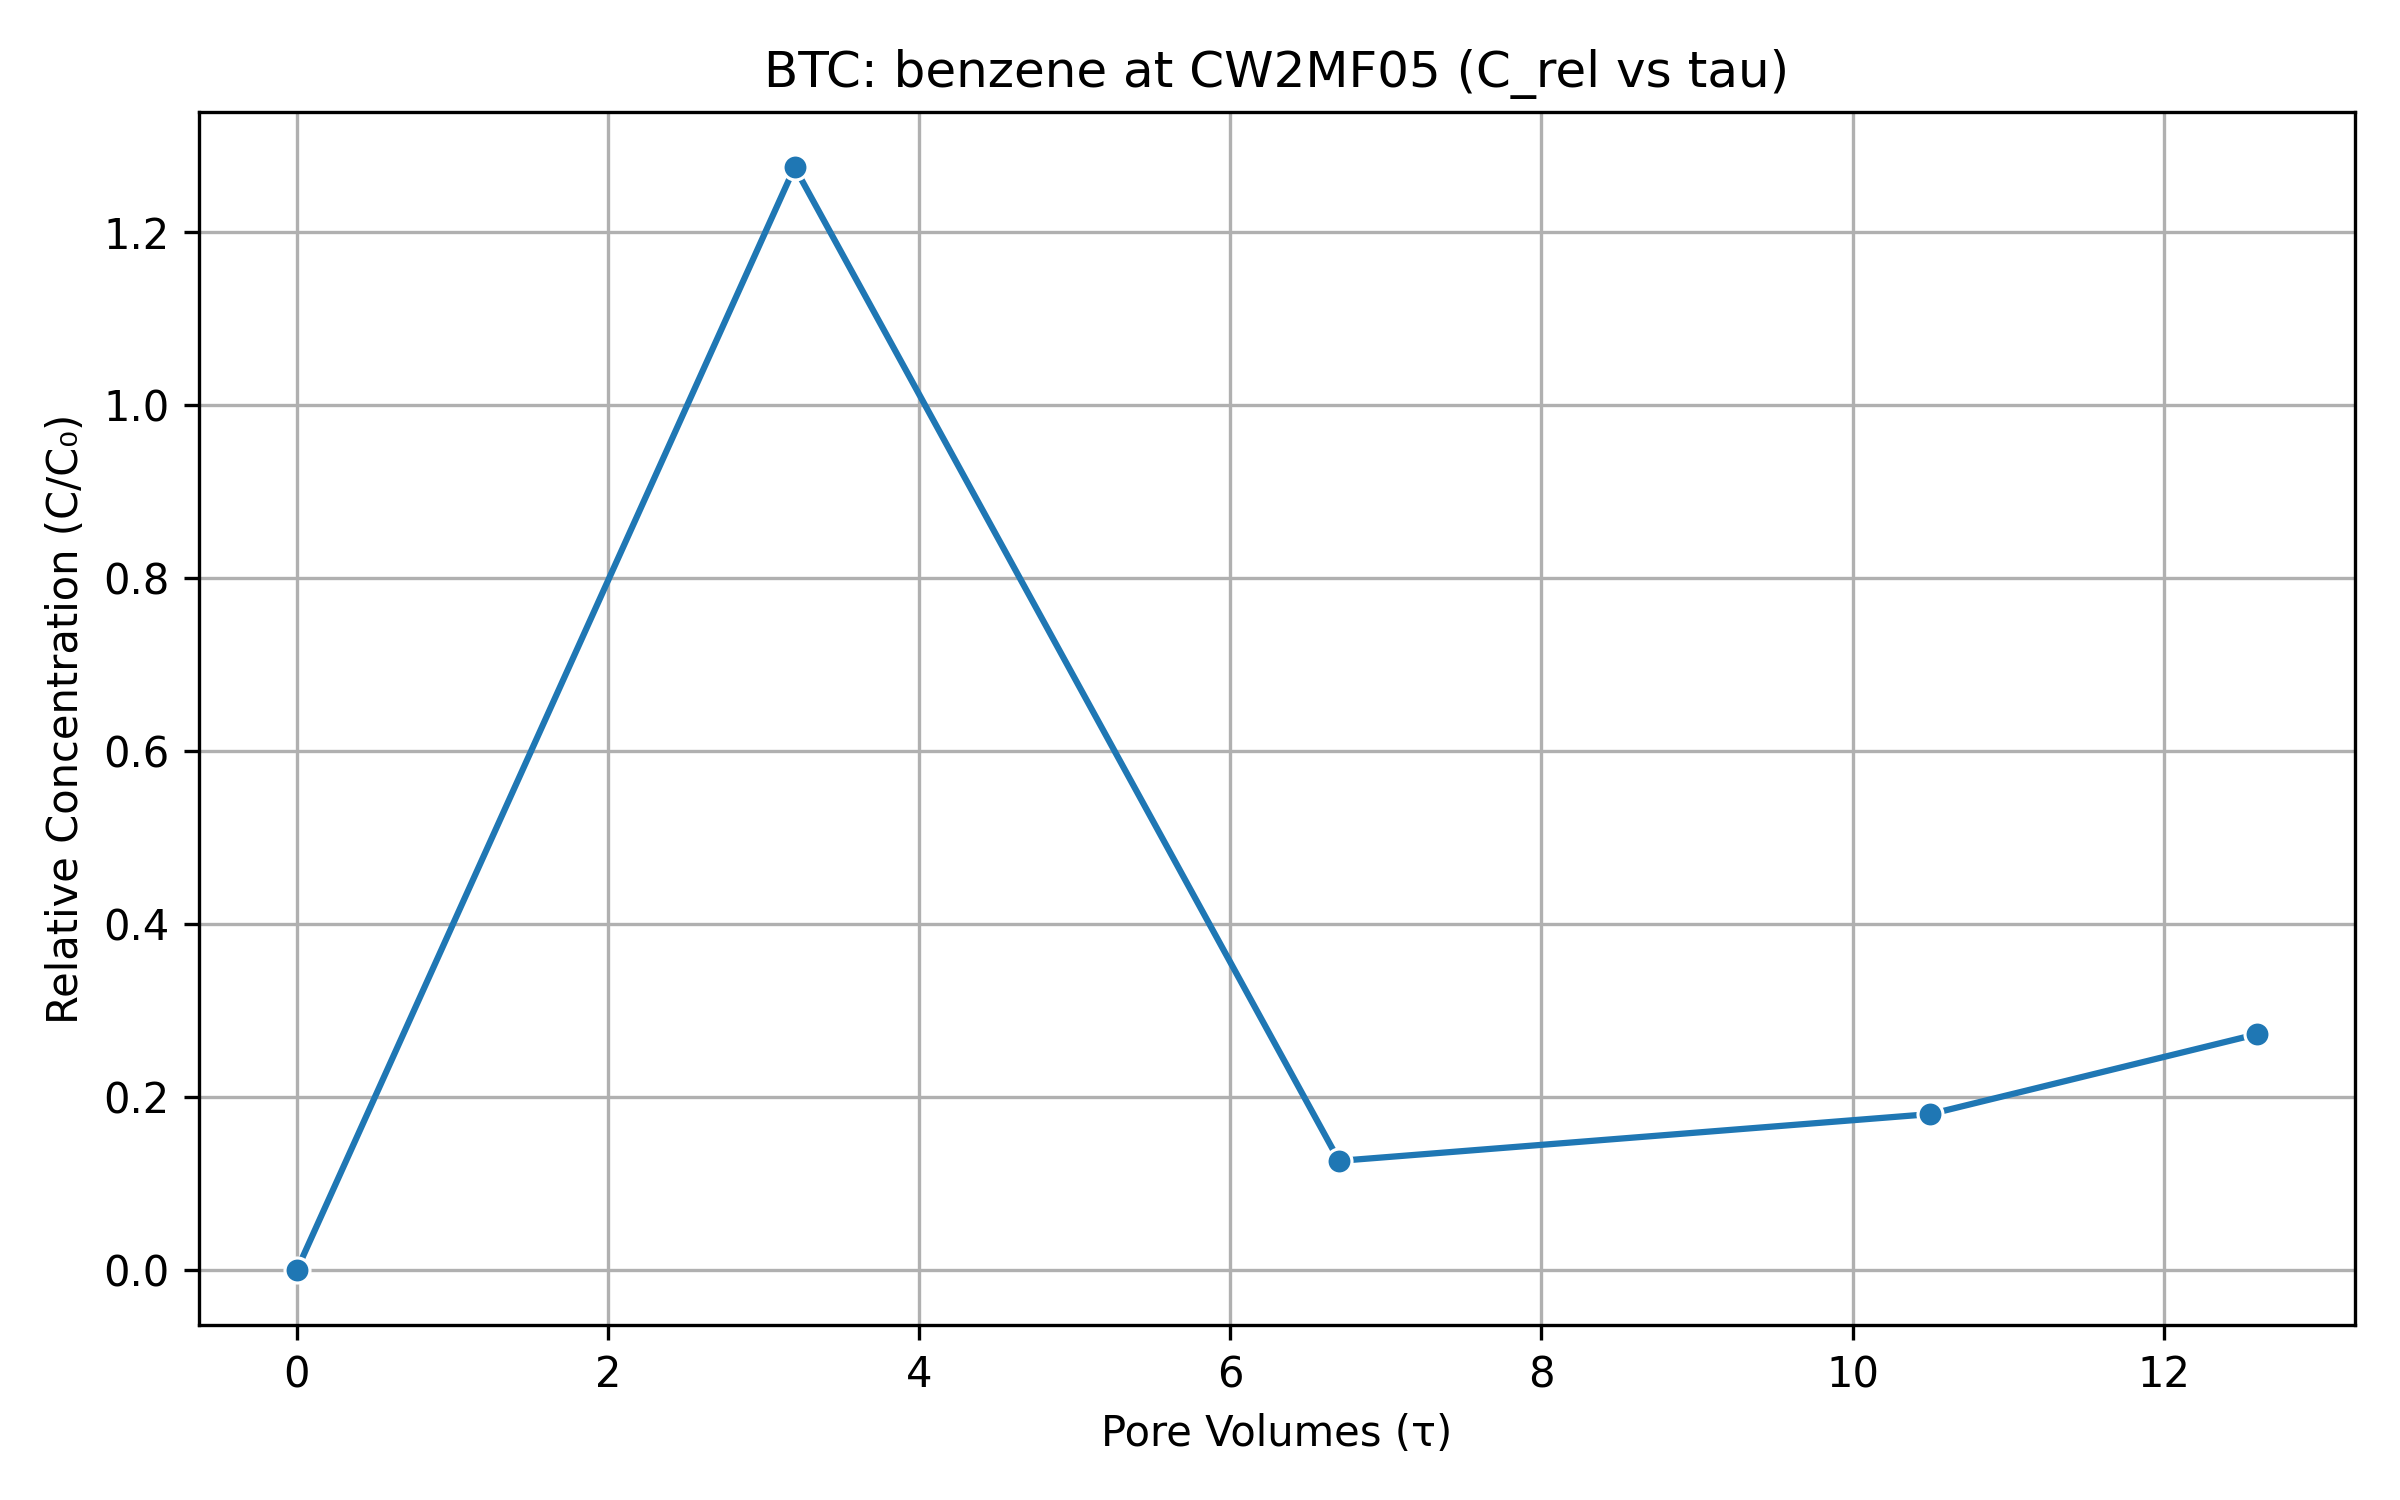 BTC: benzene at CW2MF05 (C_rel vs tau)
Relative Concentration (C/C₀)
1.2
1.0
0.8
0.6
0.4
0.2
0.0
0 2 4 6 8 10 12
Pore Volumes (τ)